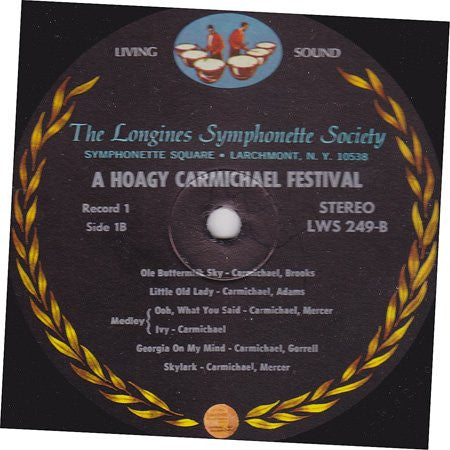 LIVING SOUND
The Longines Symphonette Society
SYMPHONETTE SQUARE • LARCHMONT, N. Y. 10538
A HOAGY CARMICHAEL FESTIVAL
Record 1 STEREO
Side 1B LWS 249-B
Ole Buttermilk Sky - Carmichael, Brooks
Little Old Lady - Carmichael, Adams
Medley { Ooh, What You Said - Carmichael, Mercer
Ivy - Carmichael
Georgia On My Mind - Carmichael, Gorrell
Skylark - Carmichael, Mercer